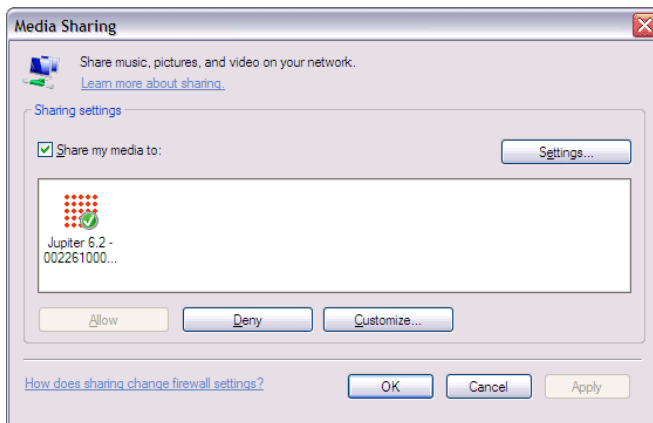 Media Sharing
Share music, pictures, and video on your network.
Learn more about sharing.
Sharing settings
Share my media to:
Settings...
Jupiter 6.2 -
002261000...
Allow
Deny
Customize...
How does sharing change firewall settings?
OK
Cancel
Apply